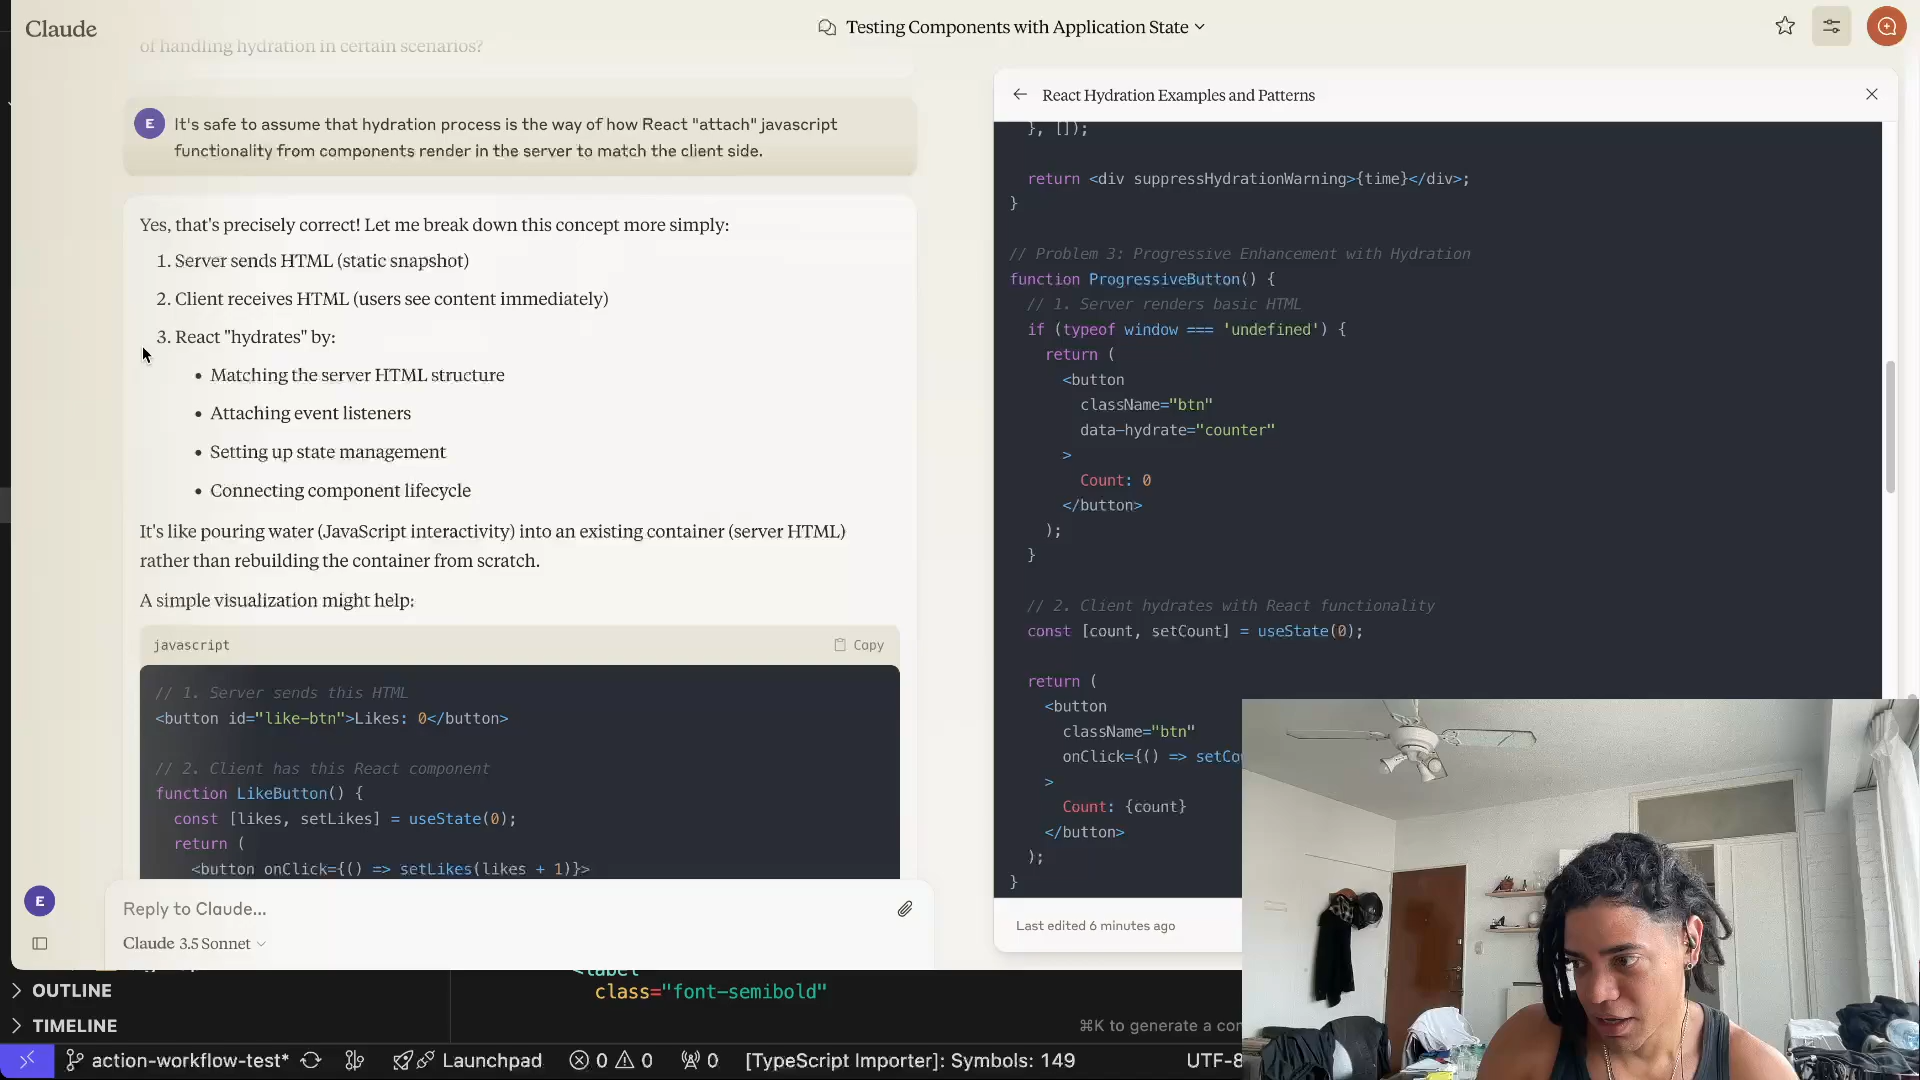 Claude
Testing Components with Application State
of handling hydration in certain scenarios?
E
It's safe to assume that hydration process is the way of how React "attach" javascript
functionality from components render in the server to match the client side.
Yes, that's precisely correct! Let me break down this concept more simply:
1. Server sends HTML (static snapshot)
2. Client receives HTML (users see content immediately)
3. React "hydrates" by:
• Matching the server HTML structure
• Attaching event listeners
• Setting up state management
• Connecting component lifecycle
It's like pouring water (JavaScript interactivity) into an existing container (server HTML)
rather than rebuilding the container from scratch.
A simple visualization might help:
javascript
Copy
// 1. Server sends this HTML
<button id="like-btn">Likes: 0</button>
// 2. Client has this React component
function LikeButton() {
const [likes, setLikes] = useState(0);
return (
<button onClick={() => setLikes(likes + 1)}>
E
Reply to Claude...
Claude 3.5 Sonnet
React Hydration Examples and Patterns
}, []);
return <div suppressHydrationWarning>{time}</div>;
}
// Problem 3: Progressive Enhancement with Hydration
function ProgressiveButton() {
// 1. Server renders basic HTML
if (typeof window === 'undefined') {
return (
<button
className="btn"
data-hydrate="counter"
>
Count: 0
</button>
);
}
// 2. Client hydrates with React functionality
const [count, setCount] = useState(0);
return (
<button
className="btn"
onClick={() => setCo
>
Count: {count}
</button>
);
}
Last edited 6 minutes ago
OUTLINE
TIMELINE
<label
class="font-semibold"
⌘K to generate a co
action-workflow-test*
Launchpad
0
0
0
[TypeScript Importer]: Symbols: 149
UTF-8